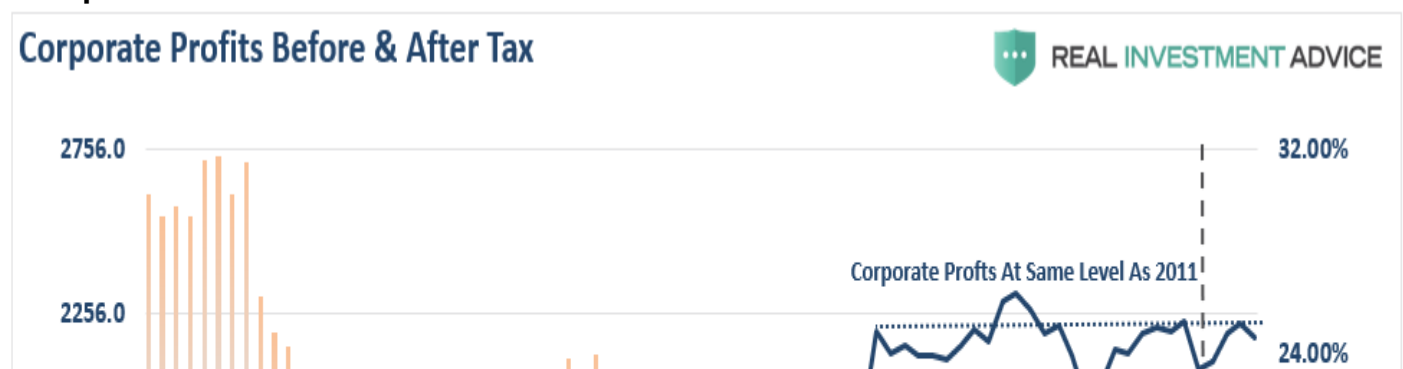 Corporate Profits Before & After Tax
REAL INVESTMENT ADVICE
2756.0
32.00%
Corporate Profts At Same Level As 2011
2256.0
24.00%